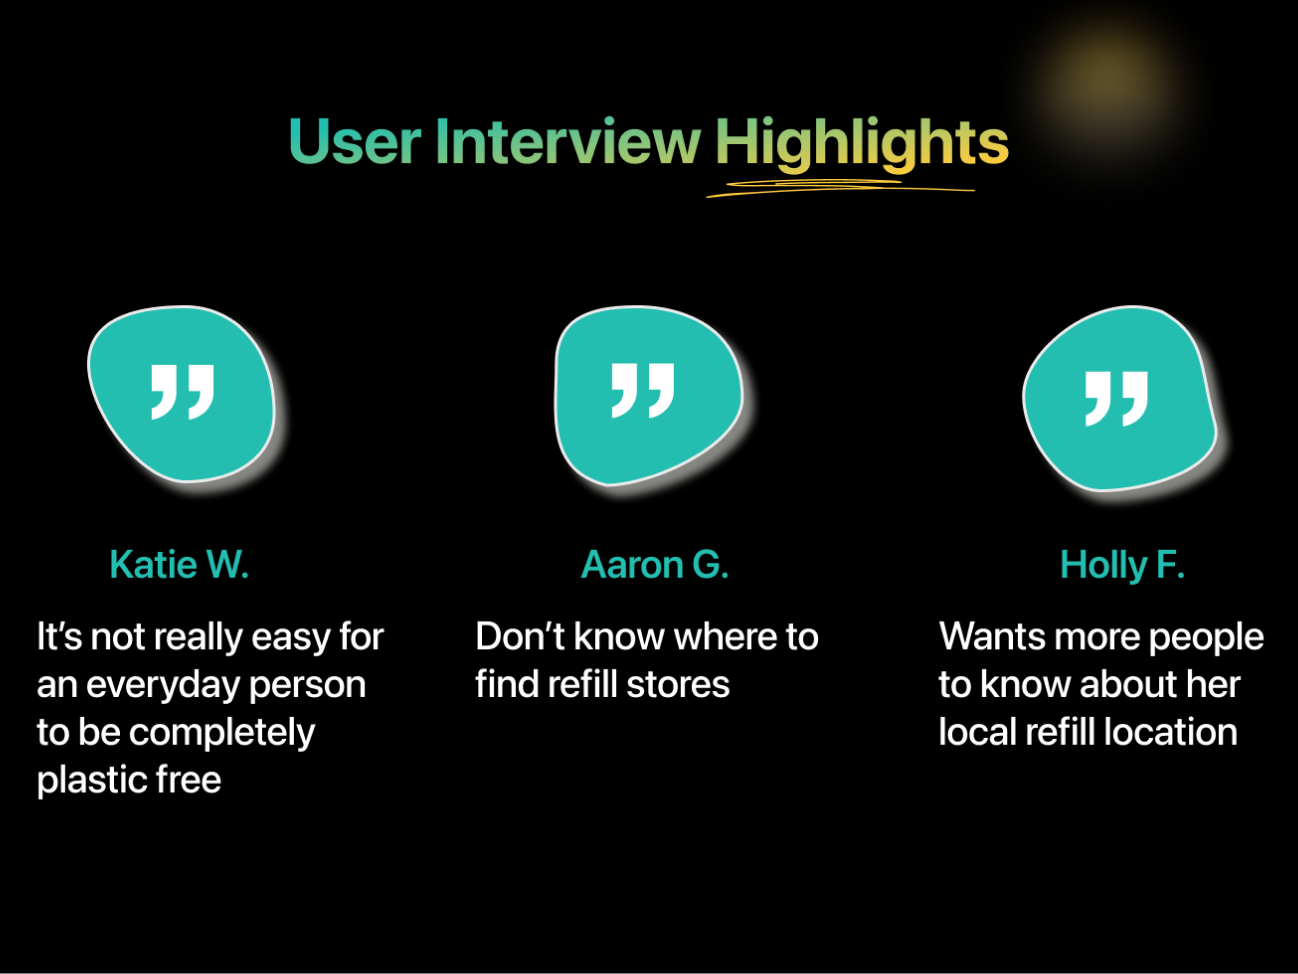 User Interview Highlights
Katie W.
It’s not really easy for
an everyday person
to be completely
plastic free
Aaron G.
Don’t know where to
find refill stores
Holly F.
Wants more people
to know about her
local refill location